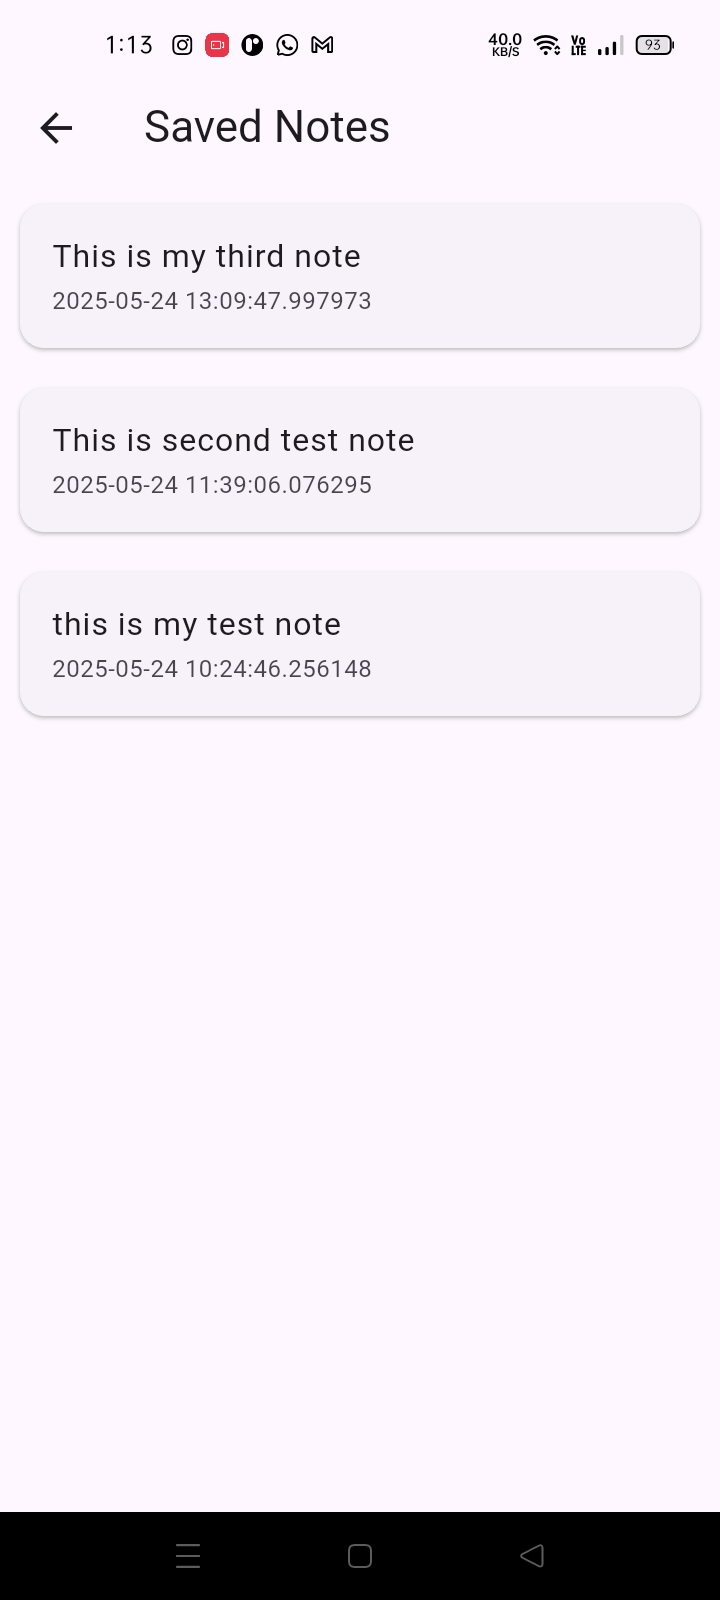 1:13
40.0
KB/S
Vo
LTE
93
Saved Notes
This is my third note
2025-05-24 13:09:47.997973
This is second test note
2025-05-24 11:39:06.076295
this is my test note
2025-05-24 10:24:46.256148